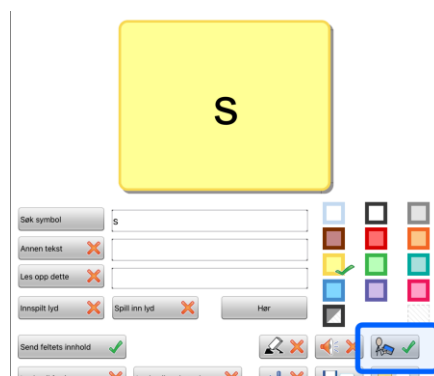 s
Søk symbol
s
Annen tekst
Les opp dette
Innspilt lyd
Spill inn lyd
Hør
Send feltets innhold